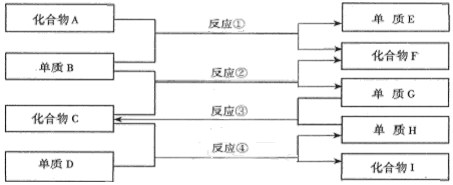 化合物A
单质B
化合物C
单质D
反应①
反应②
反应③
反应④
单 质E
化合物F
单 质G
单 质H
化合物I